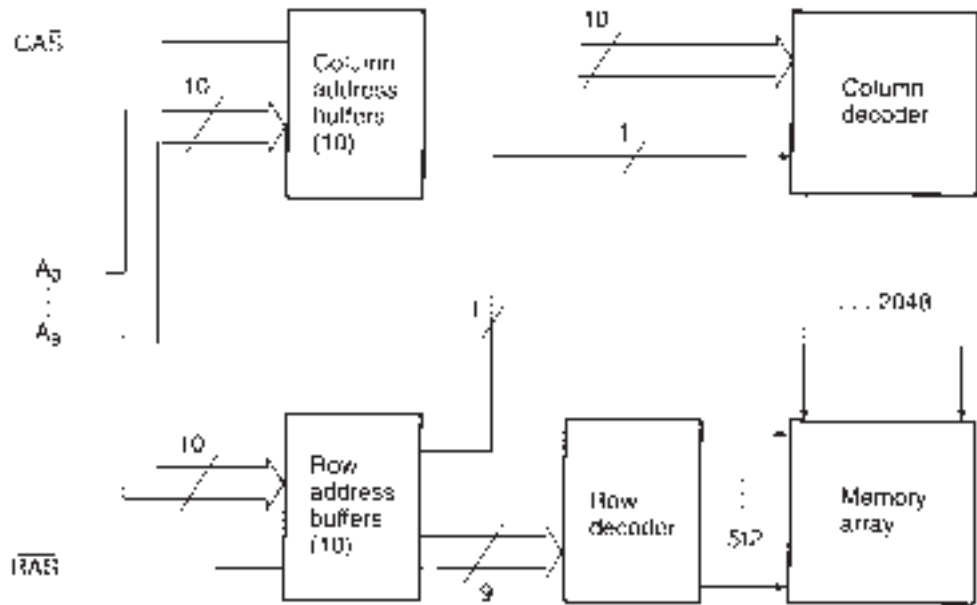 CAS
10
Column
address
buffers
(10)
10
1
Column
decoder
A0
A9
1
2048
10
Row
address
buffers
(10)
RAS
9
Row
decoder
512
Memory
array